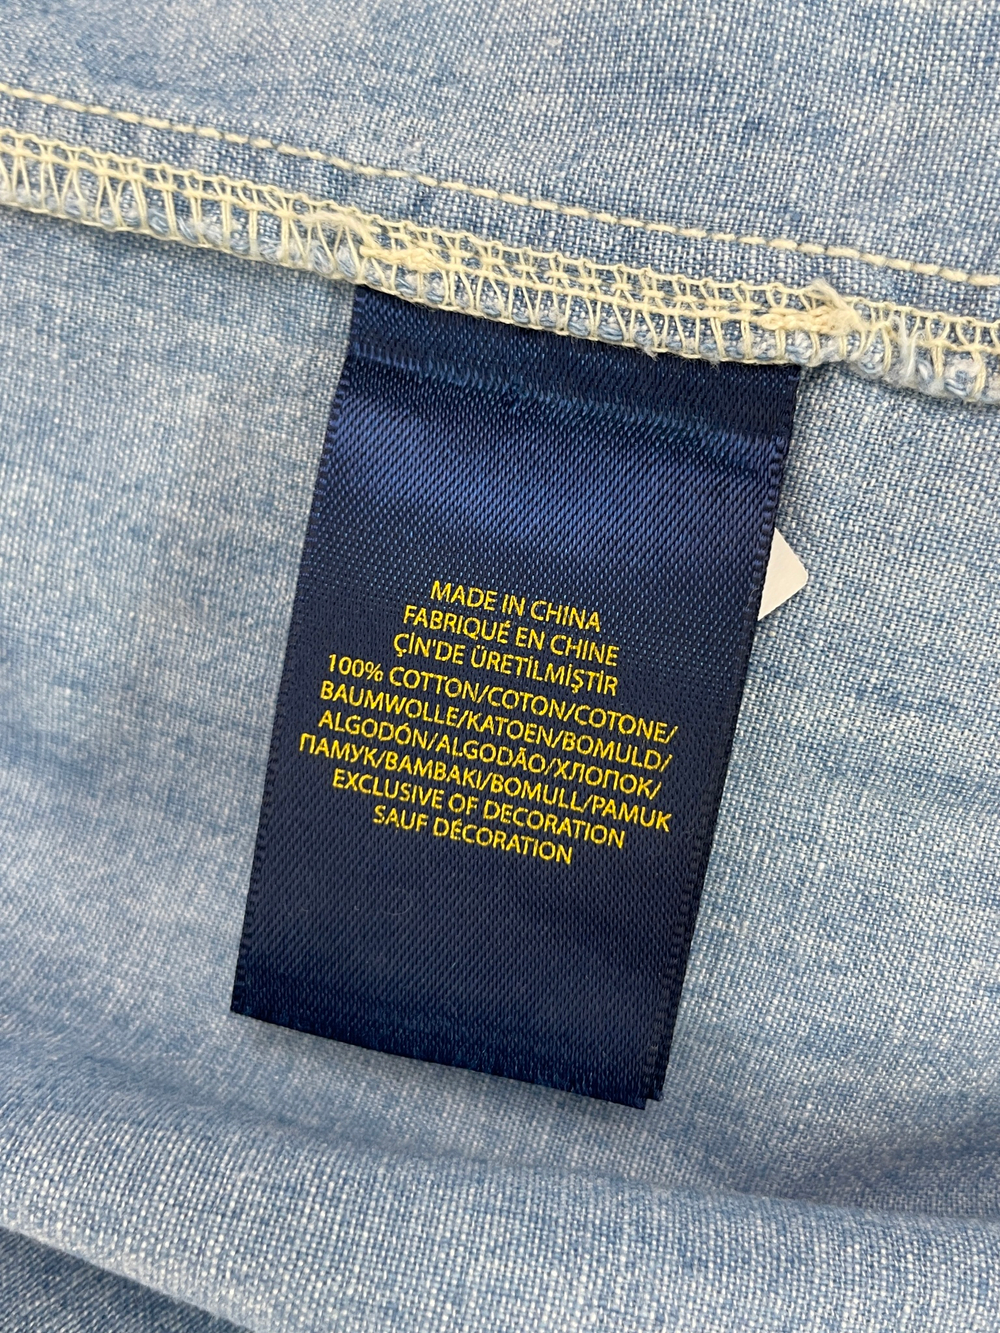 MADE IN CHINA
FABRIQUÉ EN CHINE
ÇİN'DE ÜRETİLMİŞTİR
100% COTTON/COTON/COTONE/
BAUMWOLLE/KATOEN/BOMULD/
ALGODÓN/ALGODÃO/ХЛОПОК/
ПАМУК/BAMBAKI/BOMULL/PAMUK
EXCLUSIVE OF DECORATION
SAUF DÉCORATION